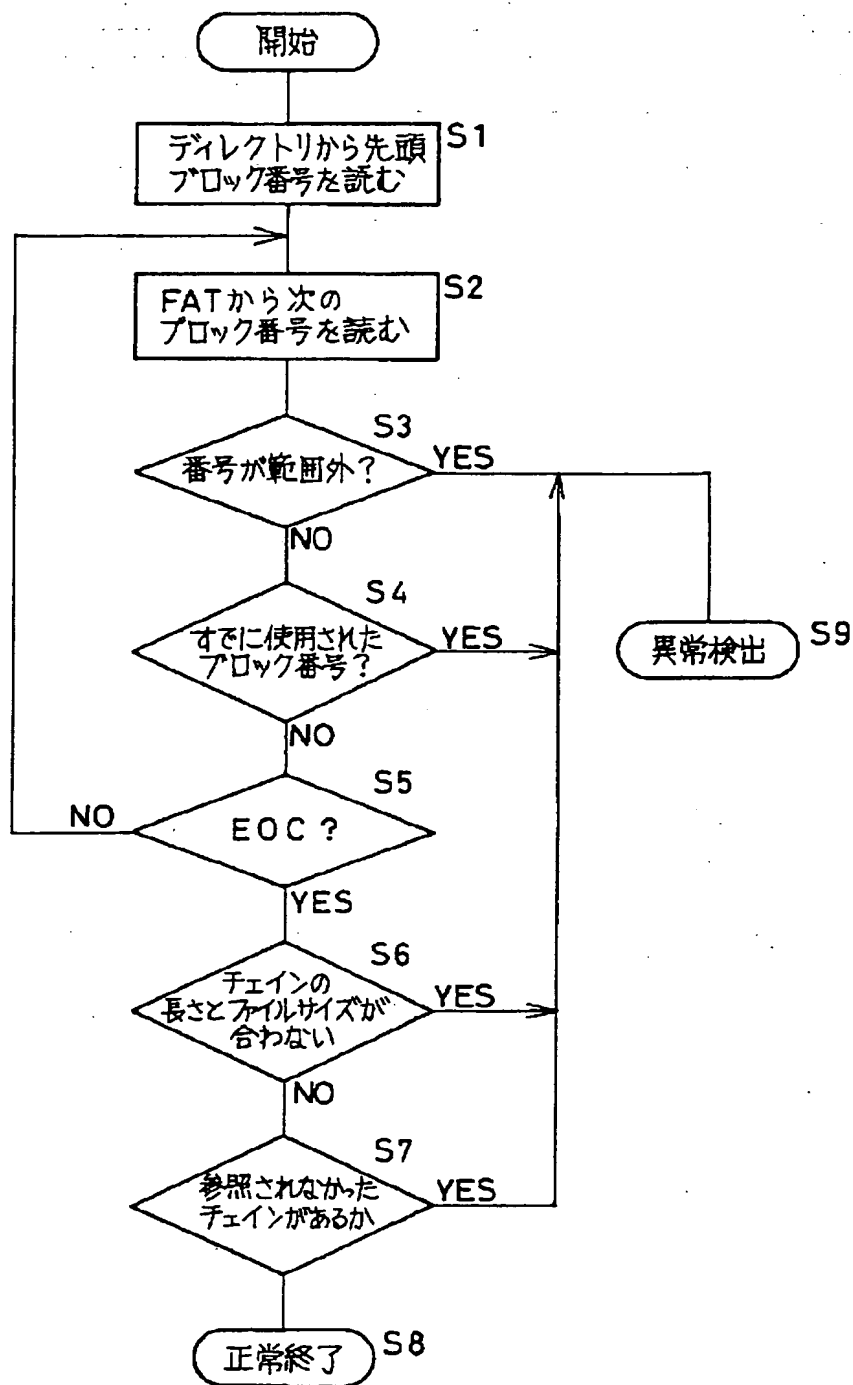 開始
S1
ディレクトリから先頭
ブロック番号を読む
S2
FATから次の
ブロック番号を読む
S3
番号が範囲外?
YES
NO
S4
すでに使用された
ブロック番号?
YES
NO
異常検出
S9
S5
EOC?
NO
YES
S6
チェインの
長さとファイルサイズが
合わない
YES
NO
S7
参照されなかった
チェインがあるか
YES
正常終了
S8